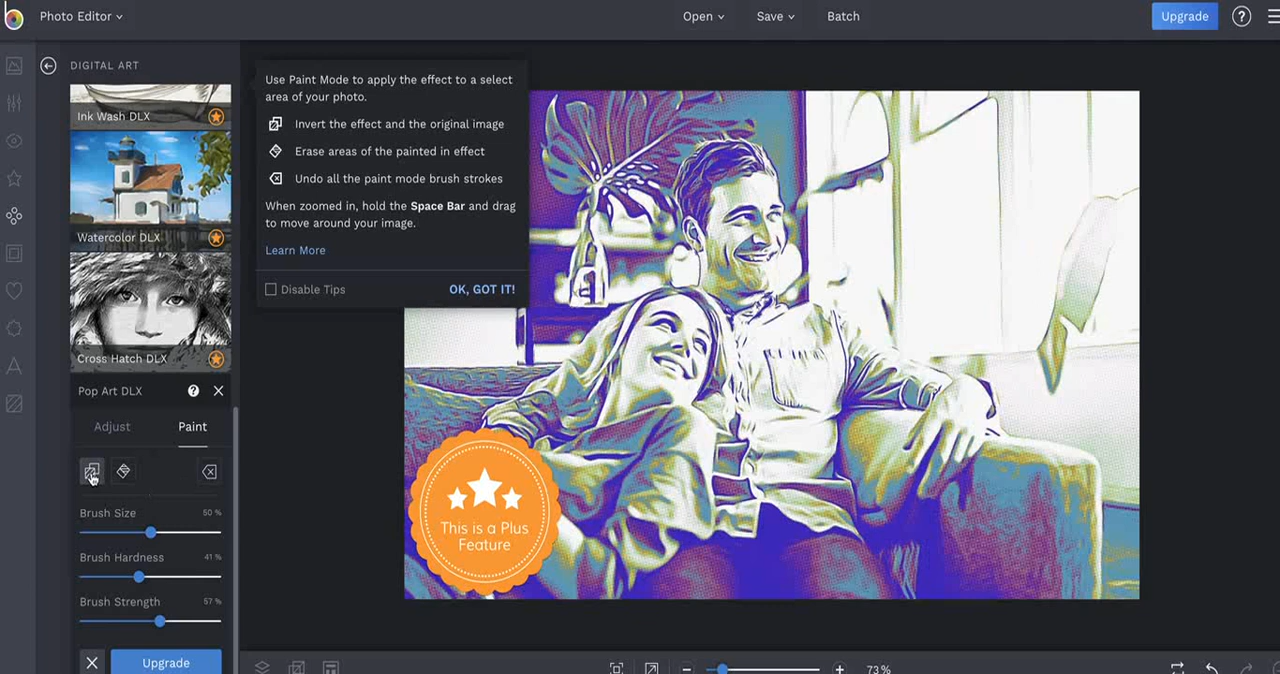 Photo Editor
Open
Save
Batch
Upgrade
?
DIGITAL ART
Ink Wash DLX
Watercolor DLX
Cross Hatch DLX
Pop Art DLX
?
Adjust
Paint
Brush Size
50 %
Brush Hardness
41 %
Brush Strength
57 %
Upgrade
Use Paint Mode to apply the effect to a select
area of your photo.
Invert the effect and the original image
Erase areas of the painted in effect
Undo all the paint mode brush strokes
When zoomed in, hold the Space Bar and drag
to move around your image.
Learn More
Disable Tips
OK, GOT IT!
This is a Plus
Feature
73%